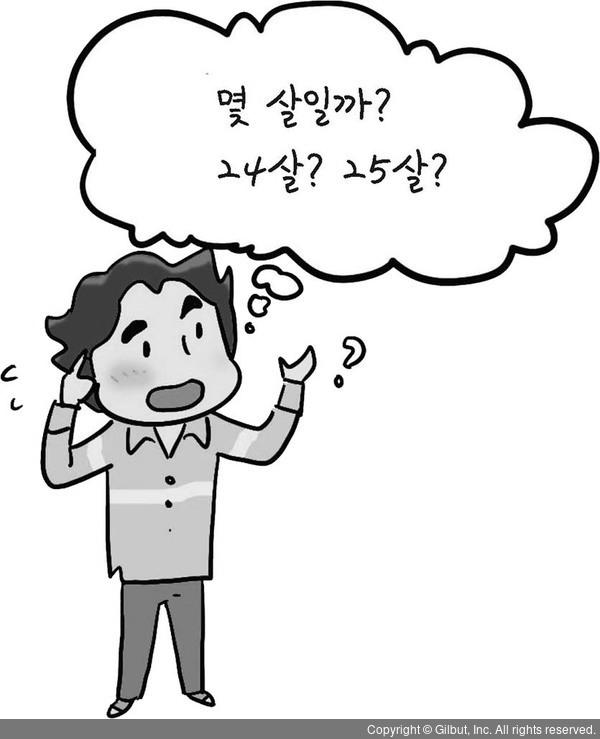 몇 살일까?
24살? 25살?
?
Copyright © Gilbut, Inc. All rights reserved.